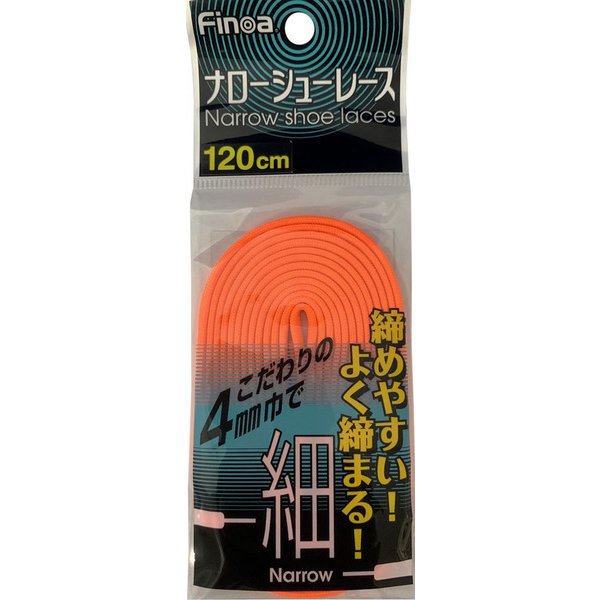 Finoa®
ナローシューレース
Narrow shoe laces
120cm
締めやすい!
よく締まる!
こだわりの
4mm巾で
細
Narrow